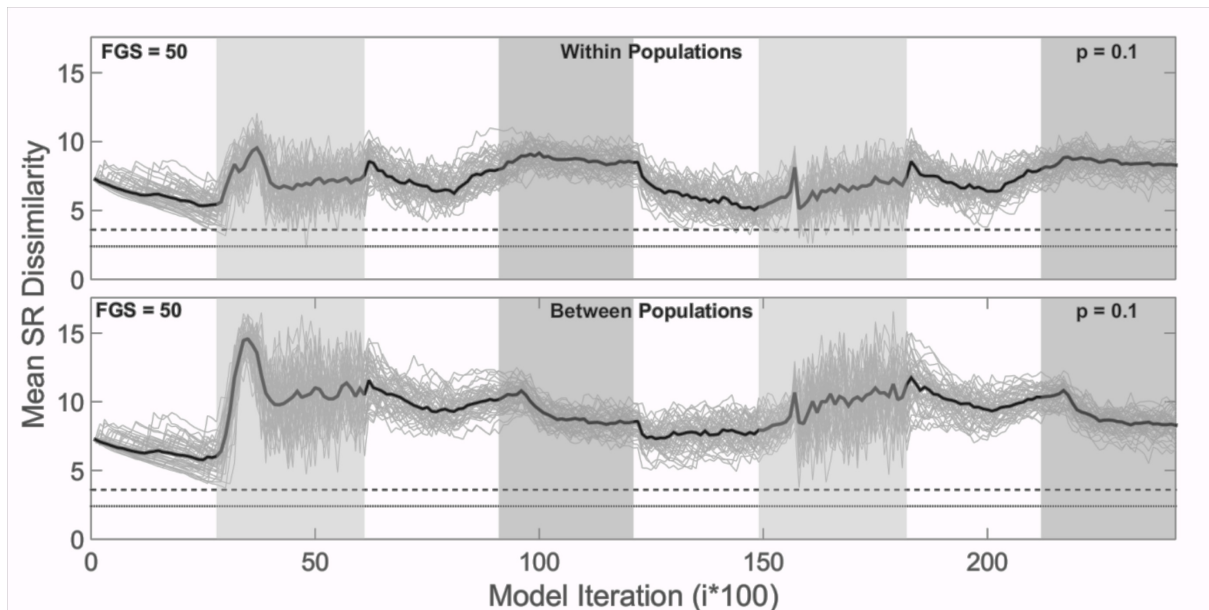 FGS = 50 Within Populations p = 0.1
15
10
5
0
FGS = 50 Between Populations p = 0.1
15
10
5
0
0 50 100 150 200
Mean SR Dissimilarity
Model Iteration (i*100)